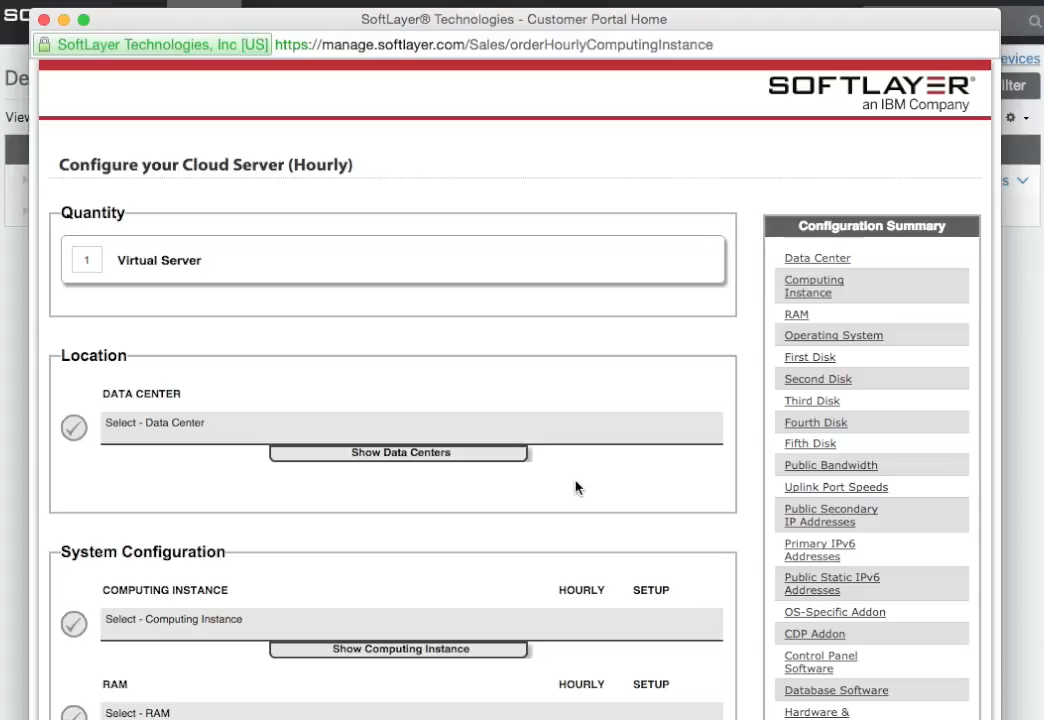 SoftLayer® Technologies - Customer Portal Home
SoftLayer Technologies, Inc [US] https://manage.softlayer.com/Sales/orderHourlyComputingInstance
SOFTLAYER®
an IBM Company
Configure your Cloud Server (Hourly)
Quantity
1 Virtual Server
Location
DATA CENTER
Select - Data Center
Show Data Centers
System Configuration
COMPUTING INSTANCE HOURLY SETUP
Select - Computing Instance
Show Computing Instance
RAM HOURLY SETUP
Select - RAM
Configuration Summary
Data Center
Computing
Instance
RAM
Operating System
First Disk
Second Disk
Third Disk
Fourth Disk
Fifth Disk
Public Bandwidth
Uplink Port Speeds
Public Secondary
IP Addresses
Primary IPv6
Addresses
Public Static IPv6
Addresses
OS-Specific Addon
CDP Addon
Control Panel
Software
Database Software
Hardware &